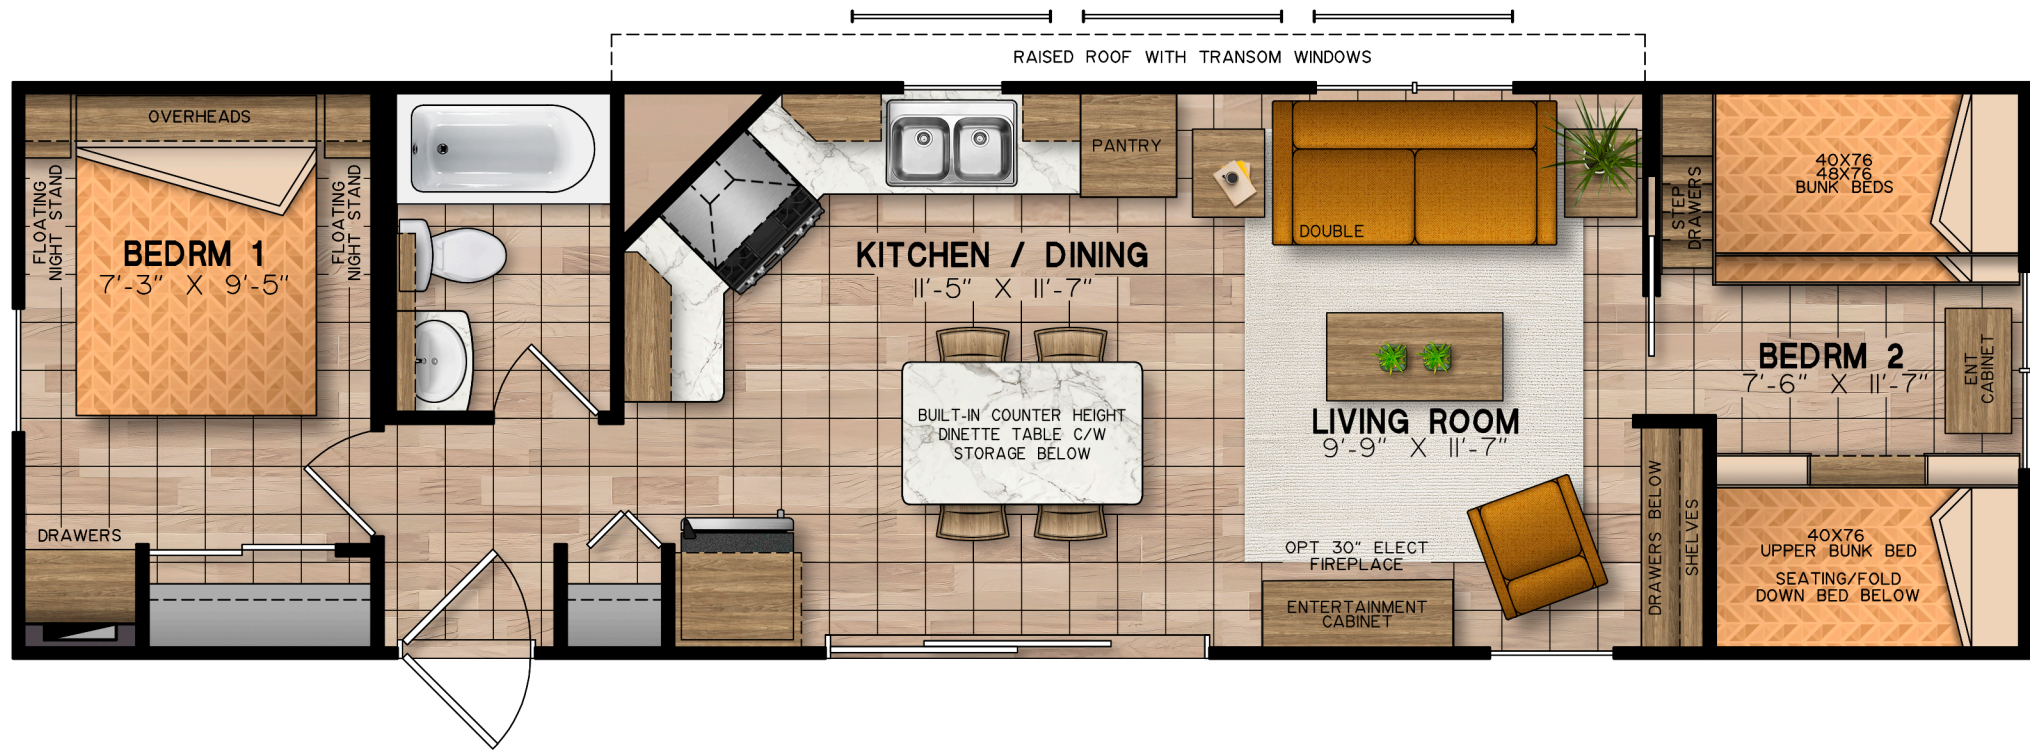 RAISED ROOF WITH TRANSOM WINDOWS
OVERHEADS
FLOATING
NIGHT STAND
FLOATING
NIGHT STAND
BEDRM 1
7'-3" X 9'-5"
DRAWERS
PANTRY
KITCHEN / DINING
11'-5" X 11'-7"
BUILT-IN COUNTER HEIGHT
DINETTE TABLE C/W
STORAGE BELOW
DOUBLE
LIVING ROOM
9'-9" X 11'-7"
OPT 30" ELECT
FIREPLACE
ENTERTAINMENT
CABINET
STEP
DRAWERS
40X76
48X76
BUNK BEDS
BEDRM 2
7'-6" X 11'-7"
ENT
CABINET
DRAWERS BELOW
SHELVES
40X76
UPPER BUNK BED
SEATING/FOLD
DOWN BED BELOW